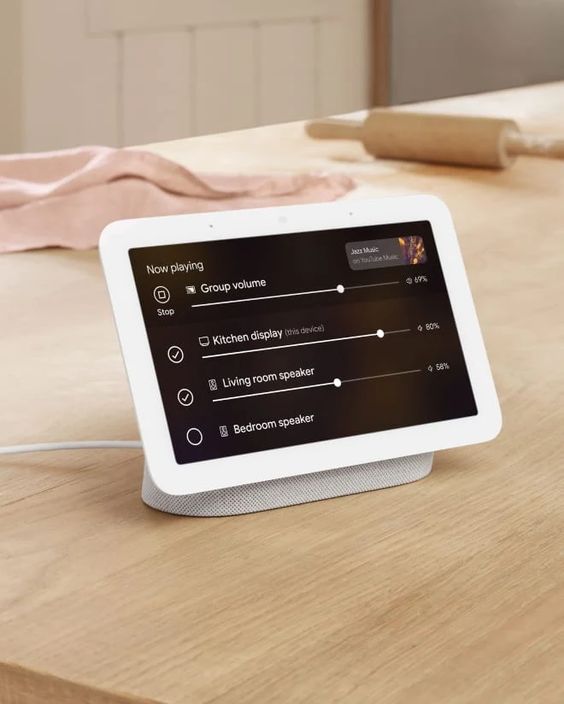 Now playing
Jazz Music
on YouTube Music
Stop
Group volume
69%
Kitchen display (this device)
80%
Living room speaker
58%
Bedroom speaker